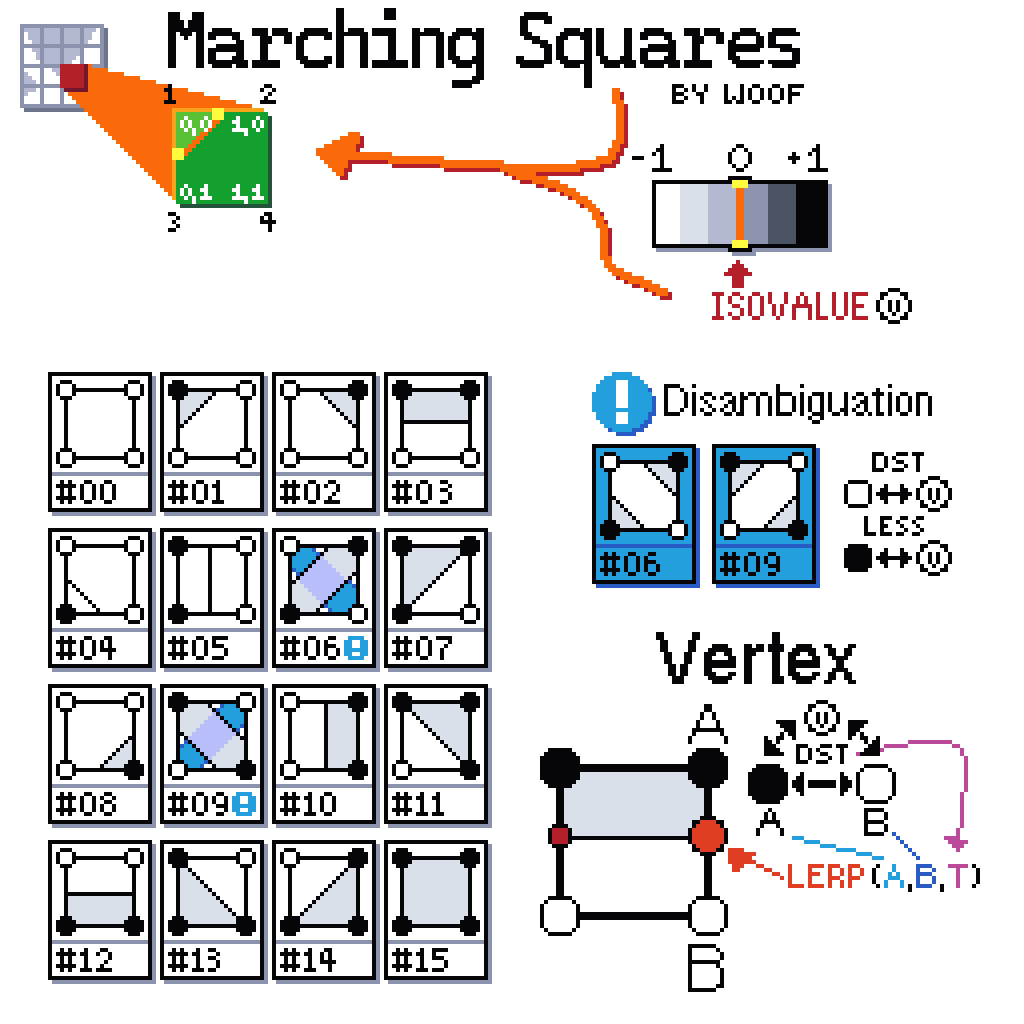 Marching Squares
BY WOOF
1 2
0,0 1,0
0,1 1,1
3 4
-1 0 +1
ISOVALUE U
! Disambiguation
#00 #01 #02 #03
#04 #05 #06! #07
#08 #09! #10 #11
#12 #13 #14 #15
#06 #09
DST
U
LESS
U
Vertex
A
U
DST
A B
LERP(A,B,T)
B